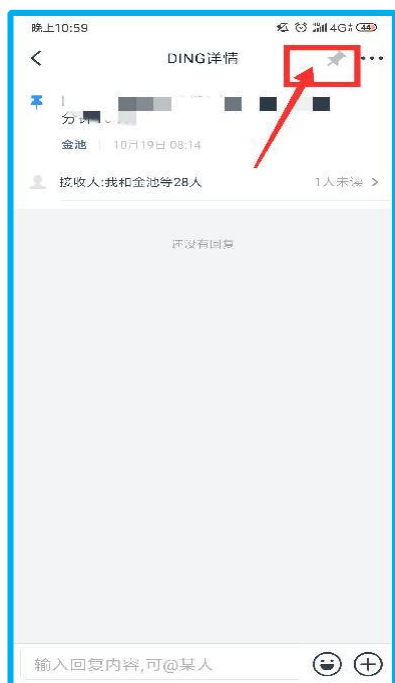 晚上10:59 4G 44
DING详情
分钟
金池 10月19日 08:14
接收人:我和金池等28人 1人未读 >
还没有回复
输入回复内容,可@某人